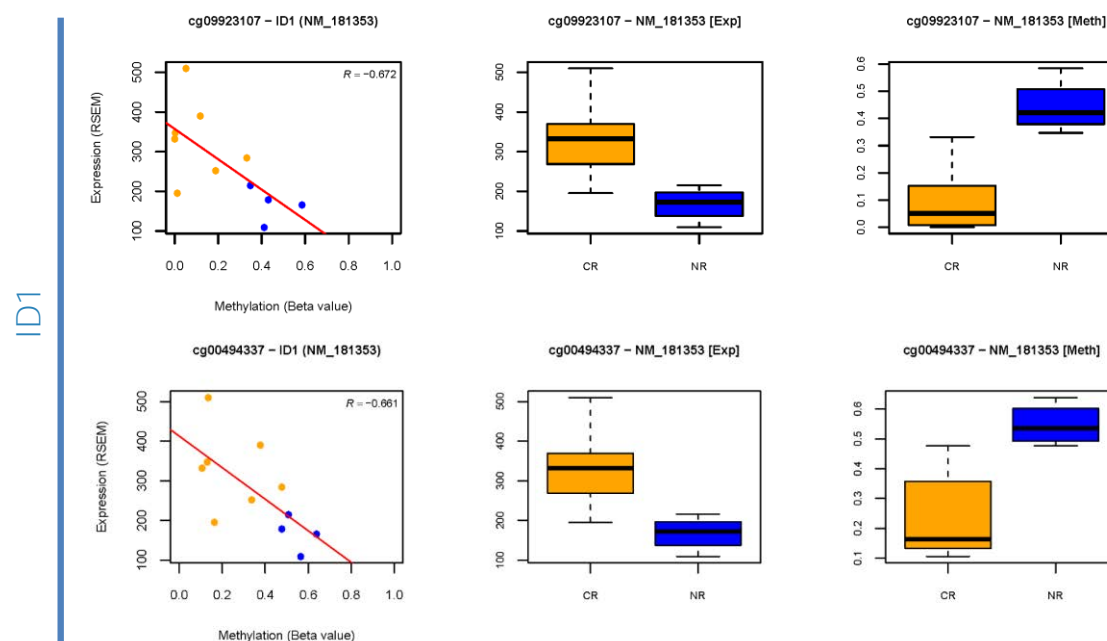 ID1
cg09923107 – ID1 (NM_181353)
R = −0.672
Expression (RSEM)
500
400
300
200
100
0.0 0.2 0.4 0.6 0.8 1.0
Methylation (Beta value)
cg09923107 – NM_181353 [Exp]
500
400
300
200
100
CR NR
cg09923107 – NM_181353 [Meth]
0.6
0.5
0.4
0.3
0.2
0.1
0.0
CR NR
cg00494337 – ID1 (NM_181353)
R = −0.661
Expression (RSEM)
500
400
300
200
100
0.0 0.2 0.4 0.6 0.8 1.0
Methylation (Beta value)
cg00494337 – NM_181353 [Exp]
500
400
300
200
100
CR NR
cg00494337 – NM_181353 [Meth]
0.6
0.5
0.4
0.3
0.2
0.1
CR NR